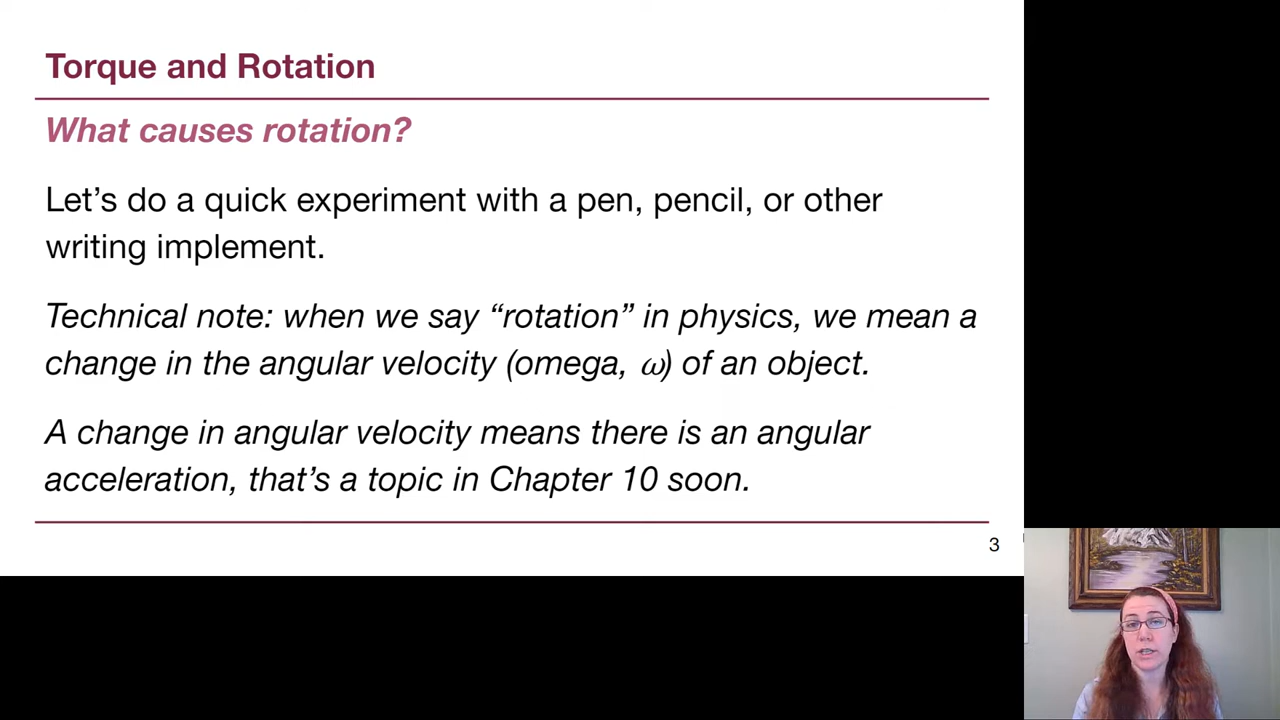 Torque and Rotation
What causes rotation?
Let’s do a quick experiment with a pen, pencil, or other
writing implement.
Technical note: when we say “rotation” in physics, we mean a
change in the angular velocity (omega, ω) of an object.
A change in angular velocity means there is an angular
acceleration, that’s a topic in Chapter 10 soon.
3